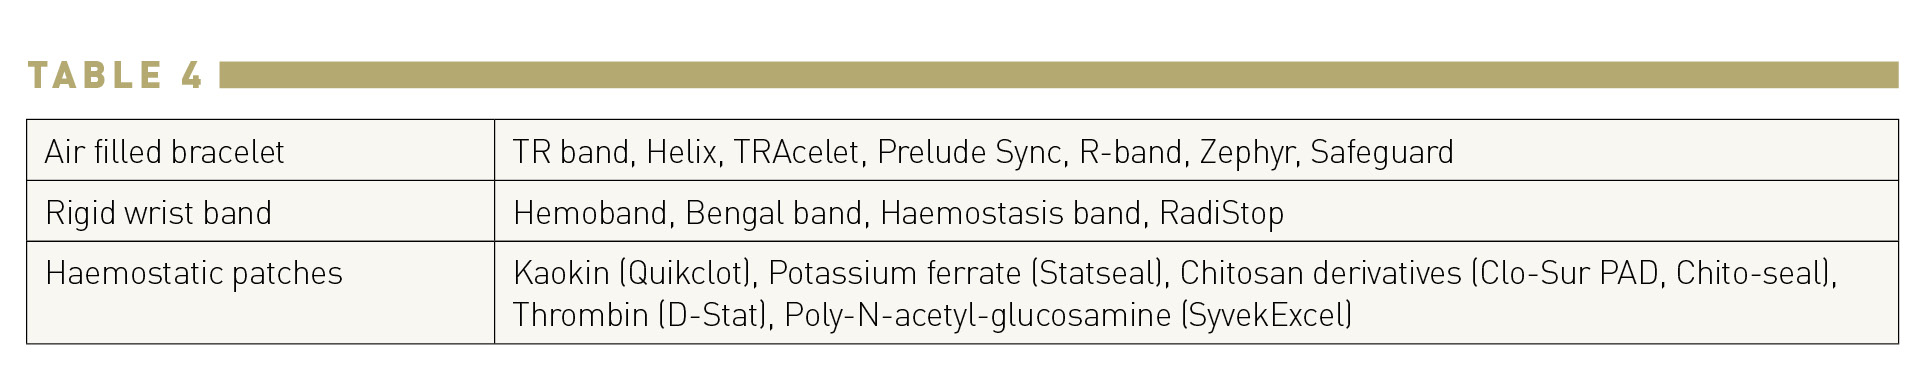 TABLE 4
Air filled bracelet TR band, Helix, TRAcelet, Prelude Sync, R-band, Zephyr, Safeguard
Rigid wrist band Hemoband, Bengal band, Haemostasis band, RadiStop
Haemostatic patches Kaokin (Quikclot), Potassium ferrate (Statseal), Chitosan derivatives (Clo-Sur PAD, Chito-seal),
Thrombin (D-Stat), Poly-N-acetyl-glucosamine (SyvekExcel)